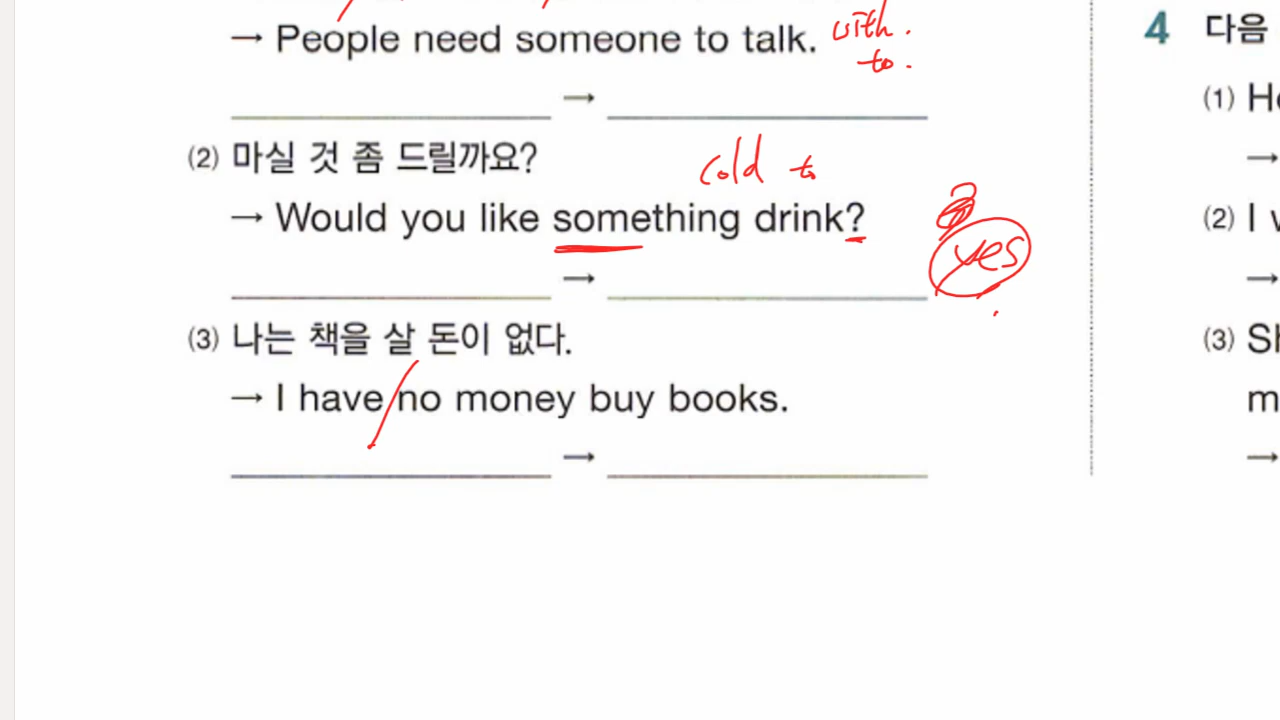 → People need someone to talk. with.
to.
→
(2) 마실 것 좀 드릴까요?
cold to
→ Would you like something drink?
yes
→
(3) 나는 책을 살 돈이 없다.
→ I have no money buy books.
→
4 다음
(1) He
→
(2) I w
→
(3) Sh
m
→